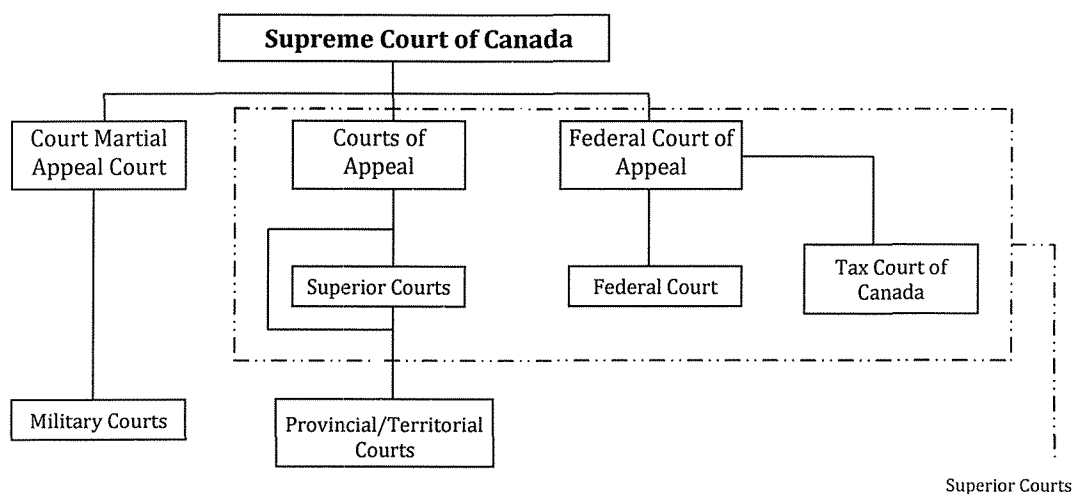 Supreme Court of Canada
Court Martial
Appeal Court
Courts of
Appeal
Federal Court of
Appeal
Superior Courts
Federal Court
Tax Court of
Canada
Military Courts
Provincial/Territorial
Courts
Superior Courts